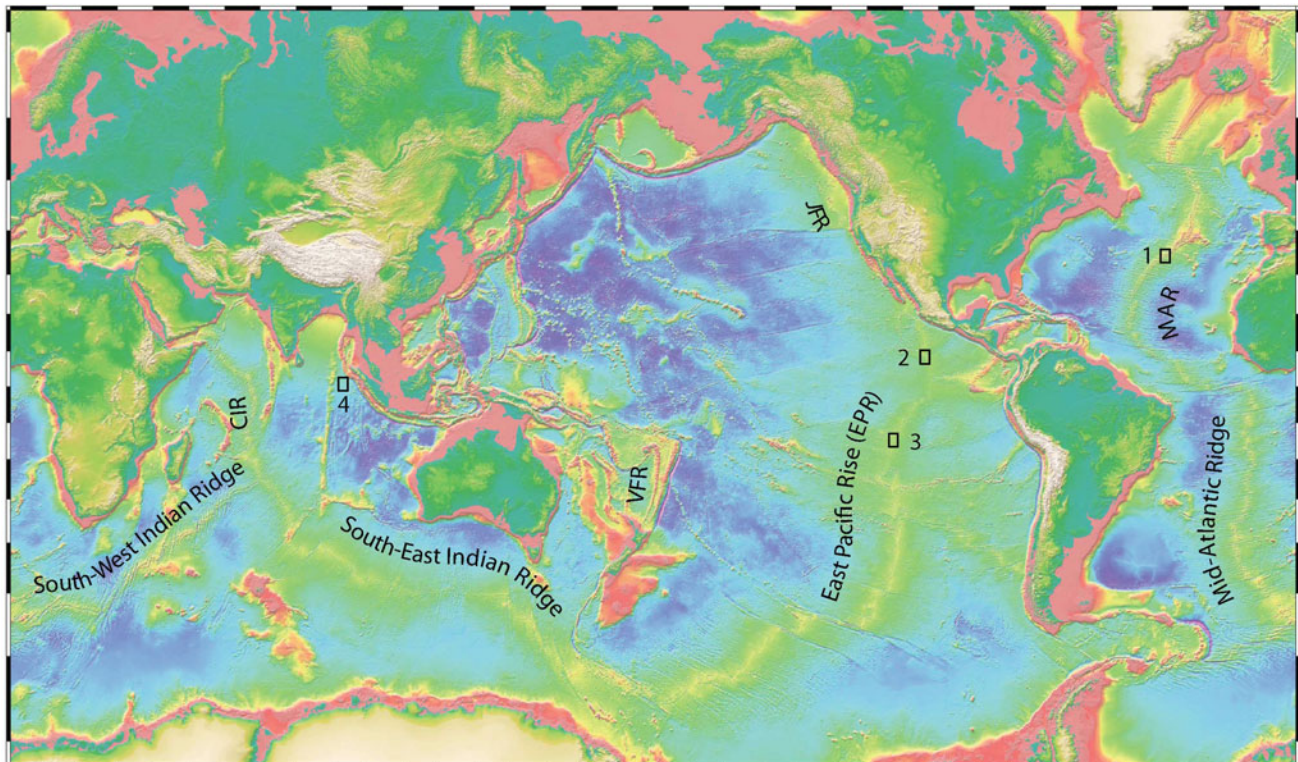 JFR
1
MAR
2
4
CIR
3
VFR
East Pacific Rise (EPR)
South-West Indian Ridge
South-East Indian Ridge
Mid-Atlantic Ridge